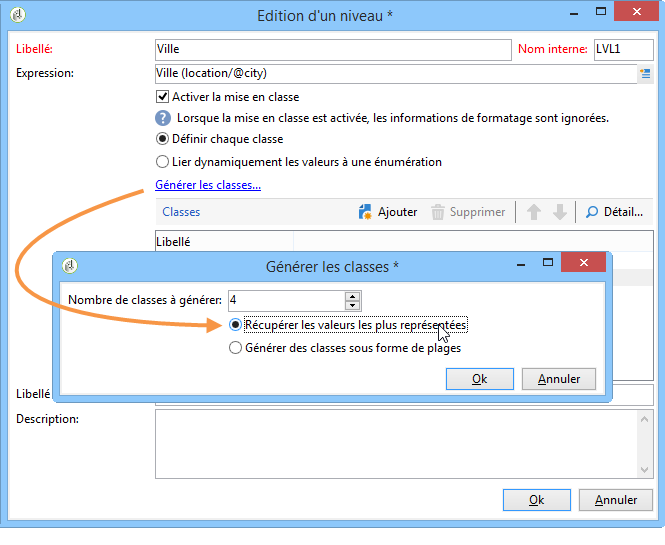 Edition d'un niveau *
Libellé: Ville Nom interne: LVL1
Expression: Ville (location/@city)
Activer la mise en classe
? Lorsque la mise en classe est activée, les informations de formatage sont ignorées.
Définir chaque classe
Lier dynamiquement les valeurs à une énumération
Générer les classes...
Classes Ajouter Supprimer Détail...
Libellé
Générer les classes *
Nombre de classes à générer: 4
Récupérer les valeurs les plus représentées
Générer des classes sous forme de plages
Ok Annuler
Libellé
Description:
Ok Annuler